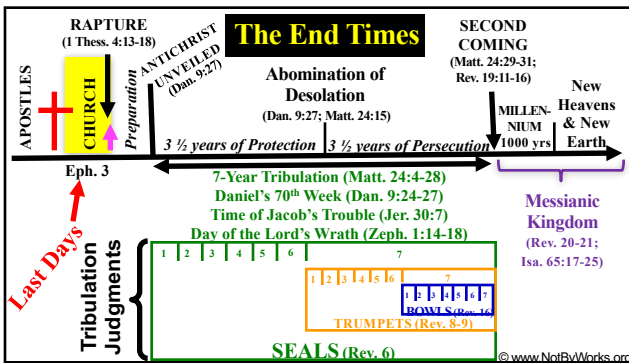 The End Times
RAPTURE
(1 Thess. 4:13-18)
SECOND
COMING
(Matt. 24:29-31;
Rev. 19:11-16)
APOSTLES
CHURCH
Preparation
ANTICHRIST
UNVEILED
(Dan. 9:27)
Abomination of
Desolation
(Dan. 9:27; Matt. 24:15)
MILLEN-
NIUM
1000 yrs
New
Heavens
& New
Earth
3 ½ years of Protection
3 ½ years of Persecution
Eph. 3
Last Days
7-Year Tribulation (Matt. 24:4-28)
Daniel's 70th Week (Dan. 9:24-27)
Time of Jacob's Trouble (Jer. 30:7)
Day of the Lord's Wrath (Zeph. 1:14-18)
Messianic
Kingdom
(Rev. 20-21;
Isa. 65:17-25)
Tribulation
Judgments
1 2 3 4 5 6 7
1 2 3 4 5 6 7
1 2 3 4 5 6 7
BOWLS (Rev. 16)
TRUMPETS (Rev. 8-9)
SEALS (Rev. 6)
© www.NotByWorks.org